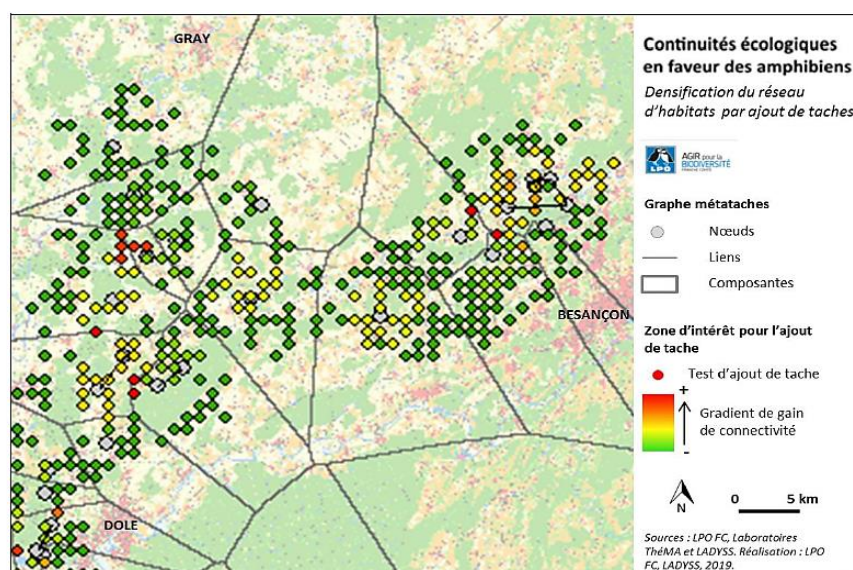 GRAY
BESANÇON
DOLE
Continuités écologiques
en faveur des amphibiens
Densification du réseau
d'habitats par ajout de taches
LPO
AGIR pour la
BIODIVERSITÉ
FRANCHE-COMTÉ
Graphe métataches
Nœuds
Liens
Composantes
Zone d'intérêt pour l'ajout
de tache
Test d'ajout de tache
+
Gradient de gain
de connectivité
-
N
0 5 km
Sources : LPO FC, Laboratoires
ThéMA et LADYSS. Réalisation : LPO
FC, LADYSS, 2019.